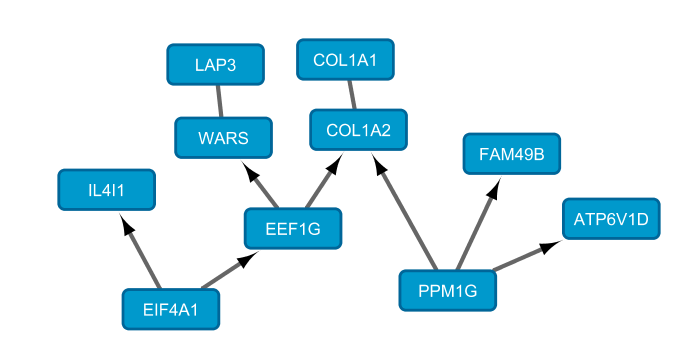 COL1A1
LAP3
COL1A2
WARS
FAM49B
IL4I1
ATP6V1D
EEF1G
PPM1G
EIF4A1